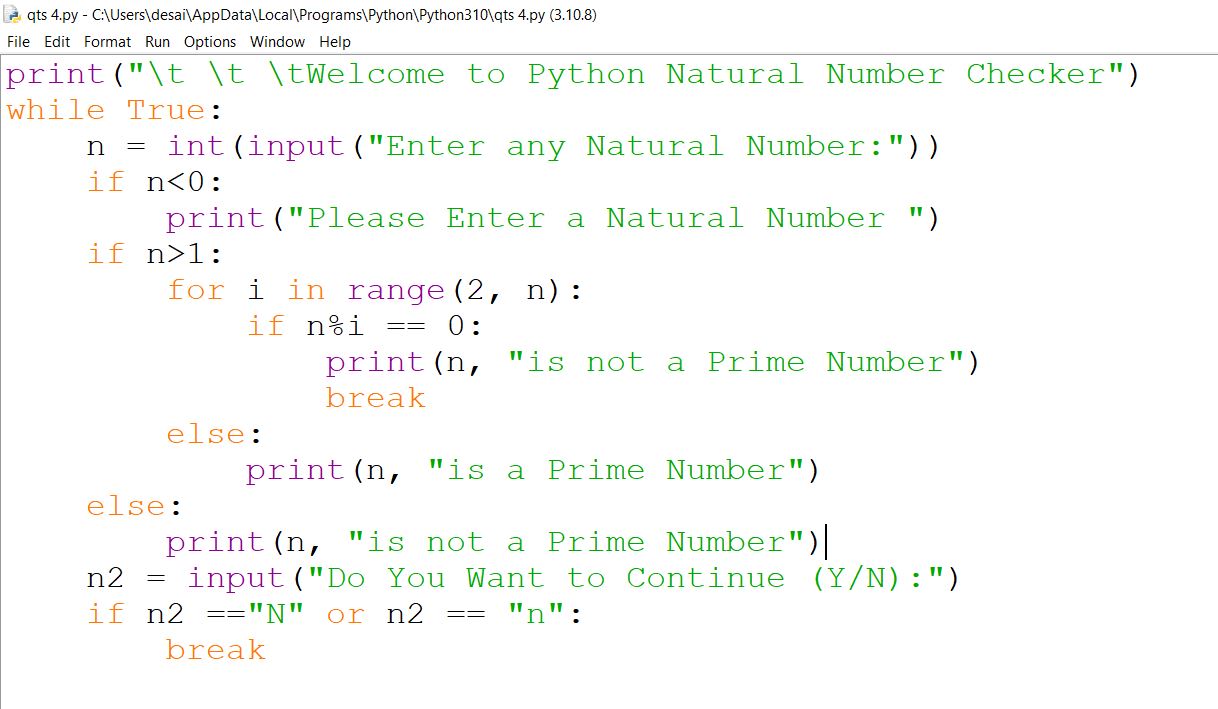 qts 4.py - C:\Users\desai\AppData\Local\Programs\Python\Python310\qts 4.py (3.10.8)
File Edit Format Run Options Window Help
print("\t \t \tWelcome to Python Natural Number Checker")
while True:
    n = int(input("Enter any Natural Number:"))
    if n<0:
        print("Please Enter a Natural Number ")
    if n>1:
        for i in range(2, n):
            if n%i == 0:
                print(n, "is not a Prime Number")
                break
        else:
            print(n, "is a Prime Number")
    else:
        print(n, "is not a Prime Number")
    n2 = input("Do You Want to Continue (Y/N):")
    if n2 =="N" or n2 == "n":
        break